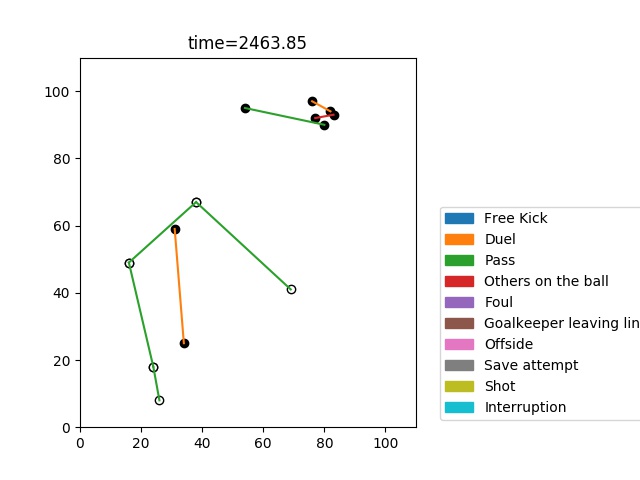 time=2463.85
100
80
60
40
20
0
0 20 40 60 80 100
Free Kick
Duel
Pass
Others on the ball
Foul
Goalkeeper leaving lin
Offside
Save attempt
Shot
Interruption